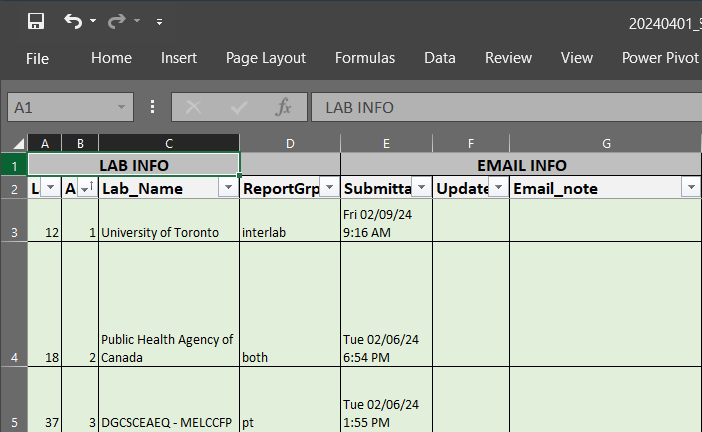 20240401_S
File Home Insert Page Layout Formulas Data Review View Power Pivot
A1 fx LAB INFO
A B C D E F G
1 LAB INFO EMAIL INFO
2 L A Lab_Name ReportGrp Submitta Update Email_note
Fri 02/09/24
3 12 1 University of Toronto interlab 9:16 AM
Public Health Agency of Tue 02/06/24
4 18 2 Canada both 6:54 PM
Tue 02/06/24
5 37 3 DGCSCEAEQ - MELCCFP pt 1:55 PM